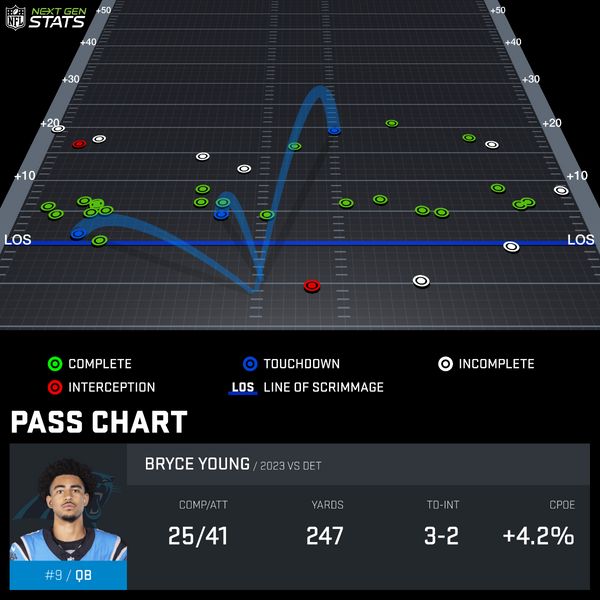 NFL NEXT GEN STATS
+50 +50
+40 +40
+30 +30
+20 +20
+10 +10
LOS LOS
COMPLETE TOUCHDOWN INCOMPLETE
INTERCEPTION LOS LINE OF SCRIMMAGE
PASS CHART
BRYCE YOUNG / 2023 VS DET
COMP/ATT YARDS TD-INT CPOE
25/41 247 3-2 +4.2%
#9 / QB